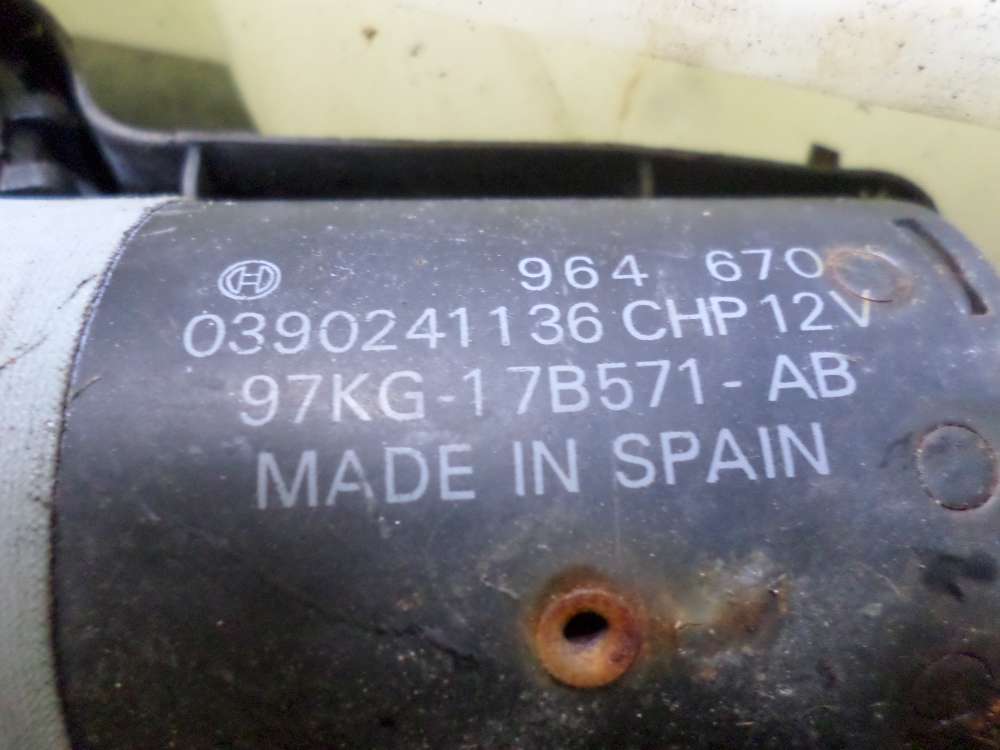 964 670
0390241136 CHP 12V
97KG-17B571-AB
MADE IN SPAIN